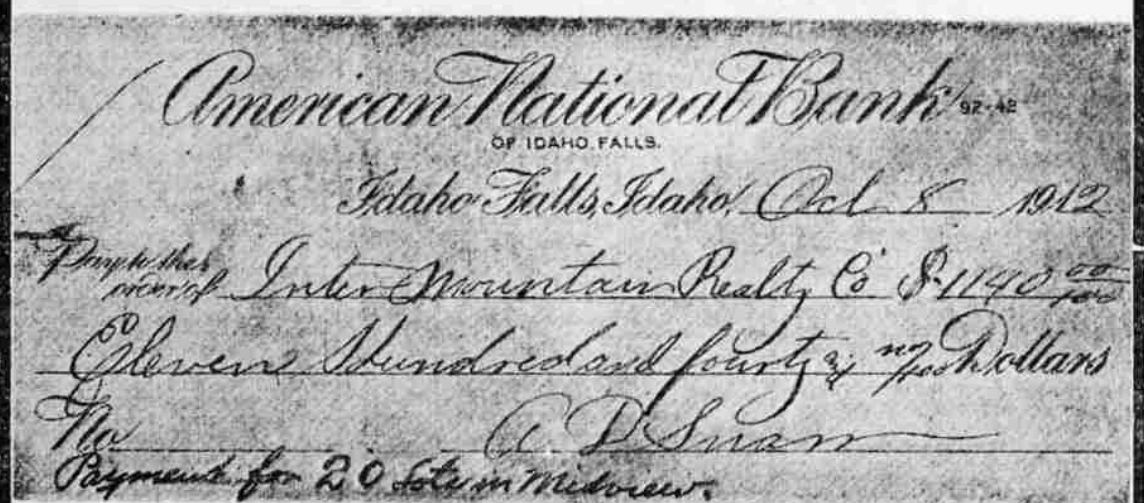 American National Bank 92-42
OF IDAHO FALLS.
Idaho Falls, Idaho, Oct 8 1912
Pay to the
order of Inter Mountain Realty Co $ 1140 00/100
Eleven Hundred and fourty & no/100 Dollars
No. A D
Payment for 20 Lots in Midview.